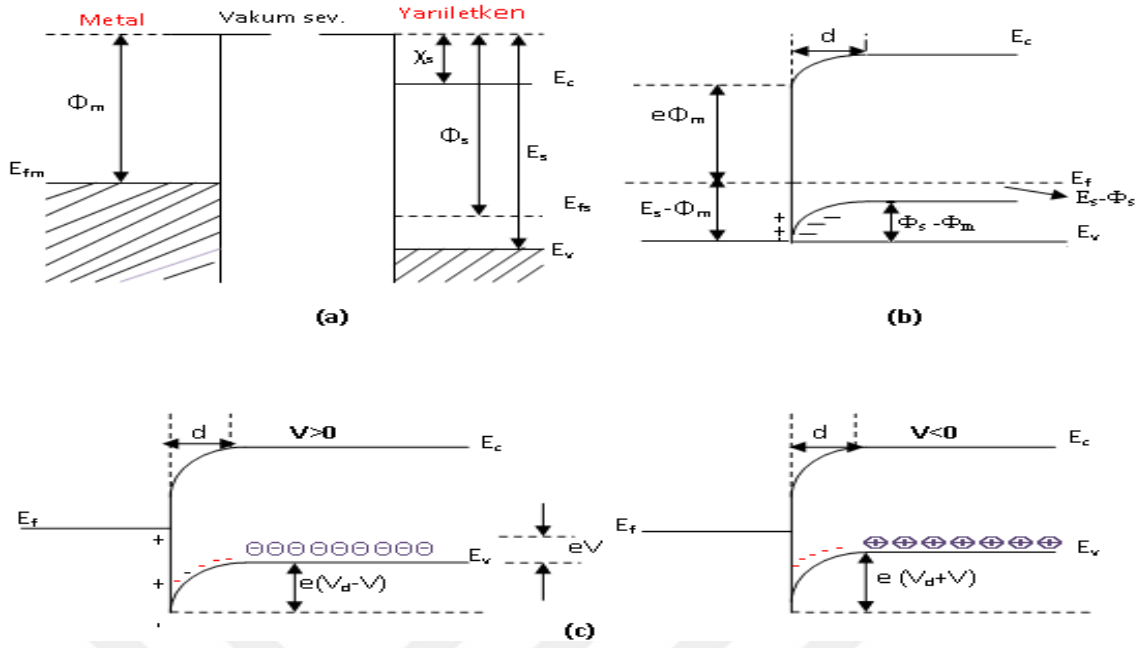 Metal Vakum sev. Yarıiletken
Φm
Efm
χs
Ec
Φs
Es
Efs
Ev
(a)
d
Ec
eΦm
Ef
Es-Φs
Es-Φm
+
+
Φs -Φm
Ev
(b)
d V>0
Ec
Ef
+
eV
Ev
+
e(Vd-V)
d V<0
Ec
Ef
Ev
e (Vd+V)
(c)